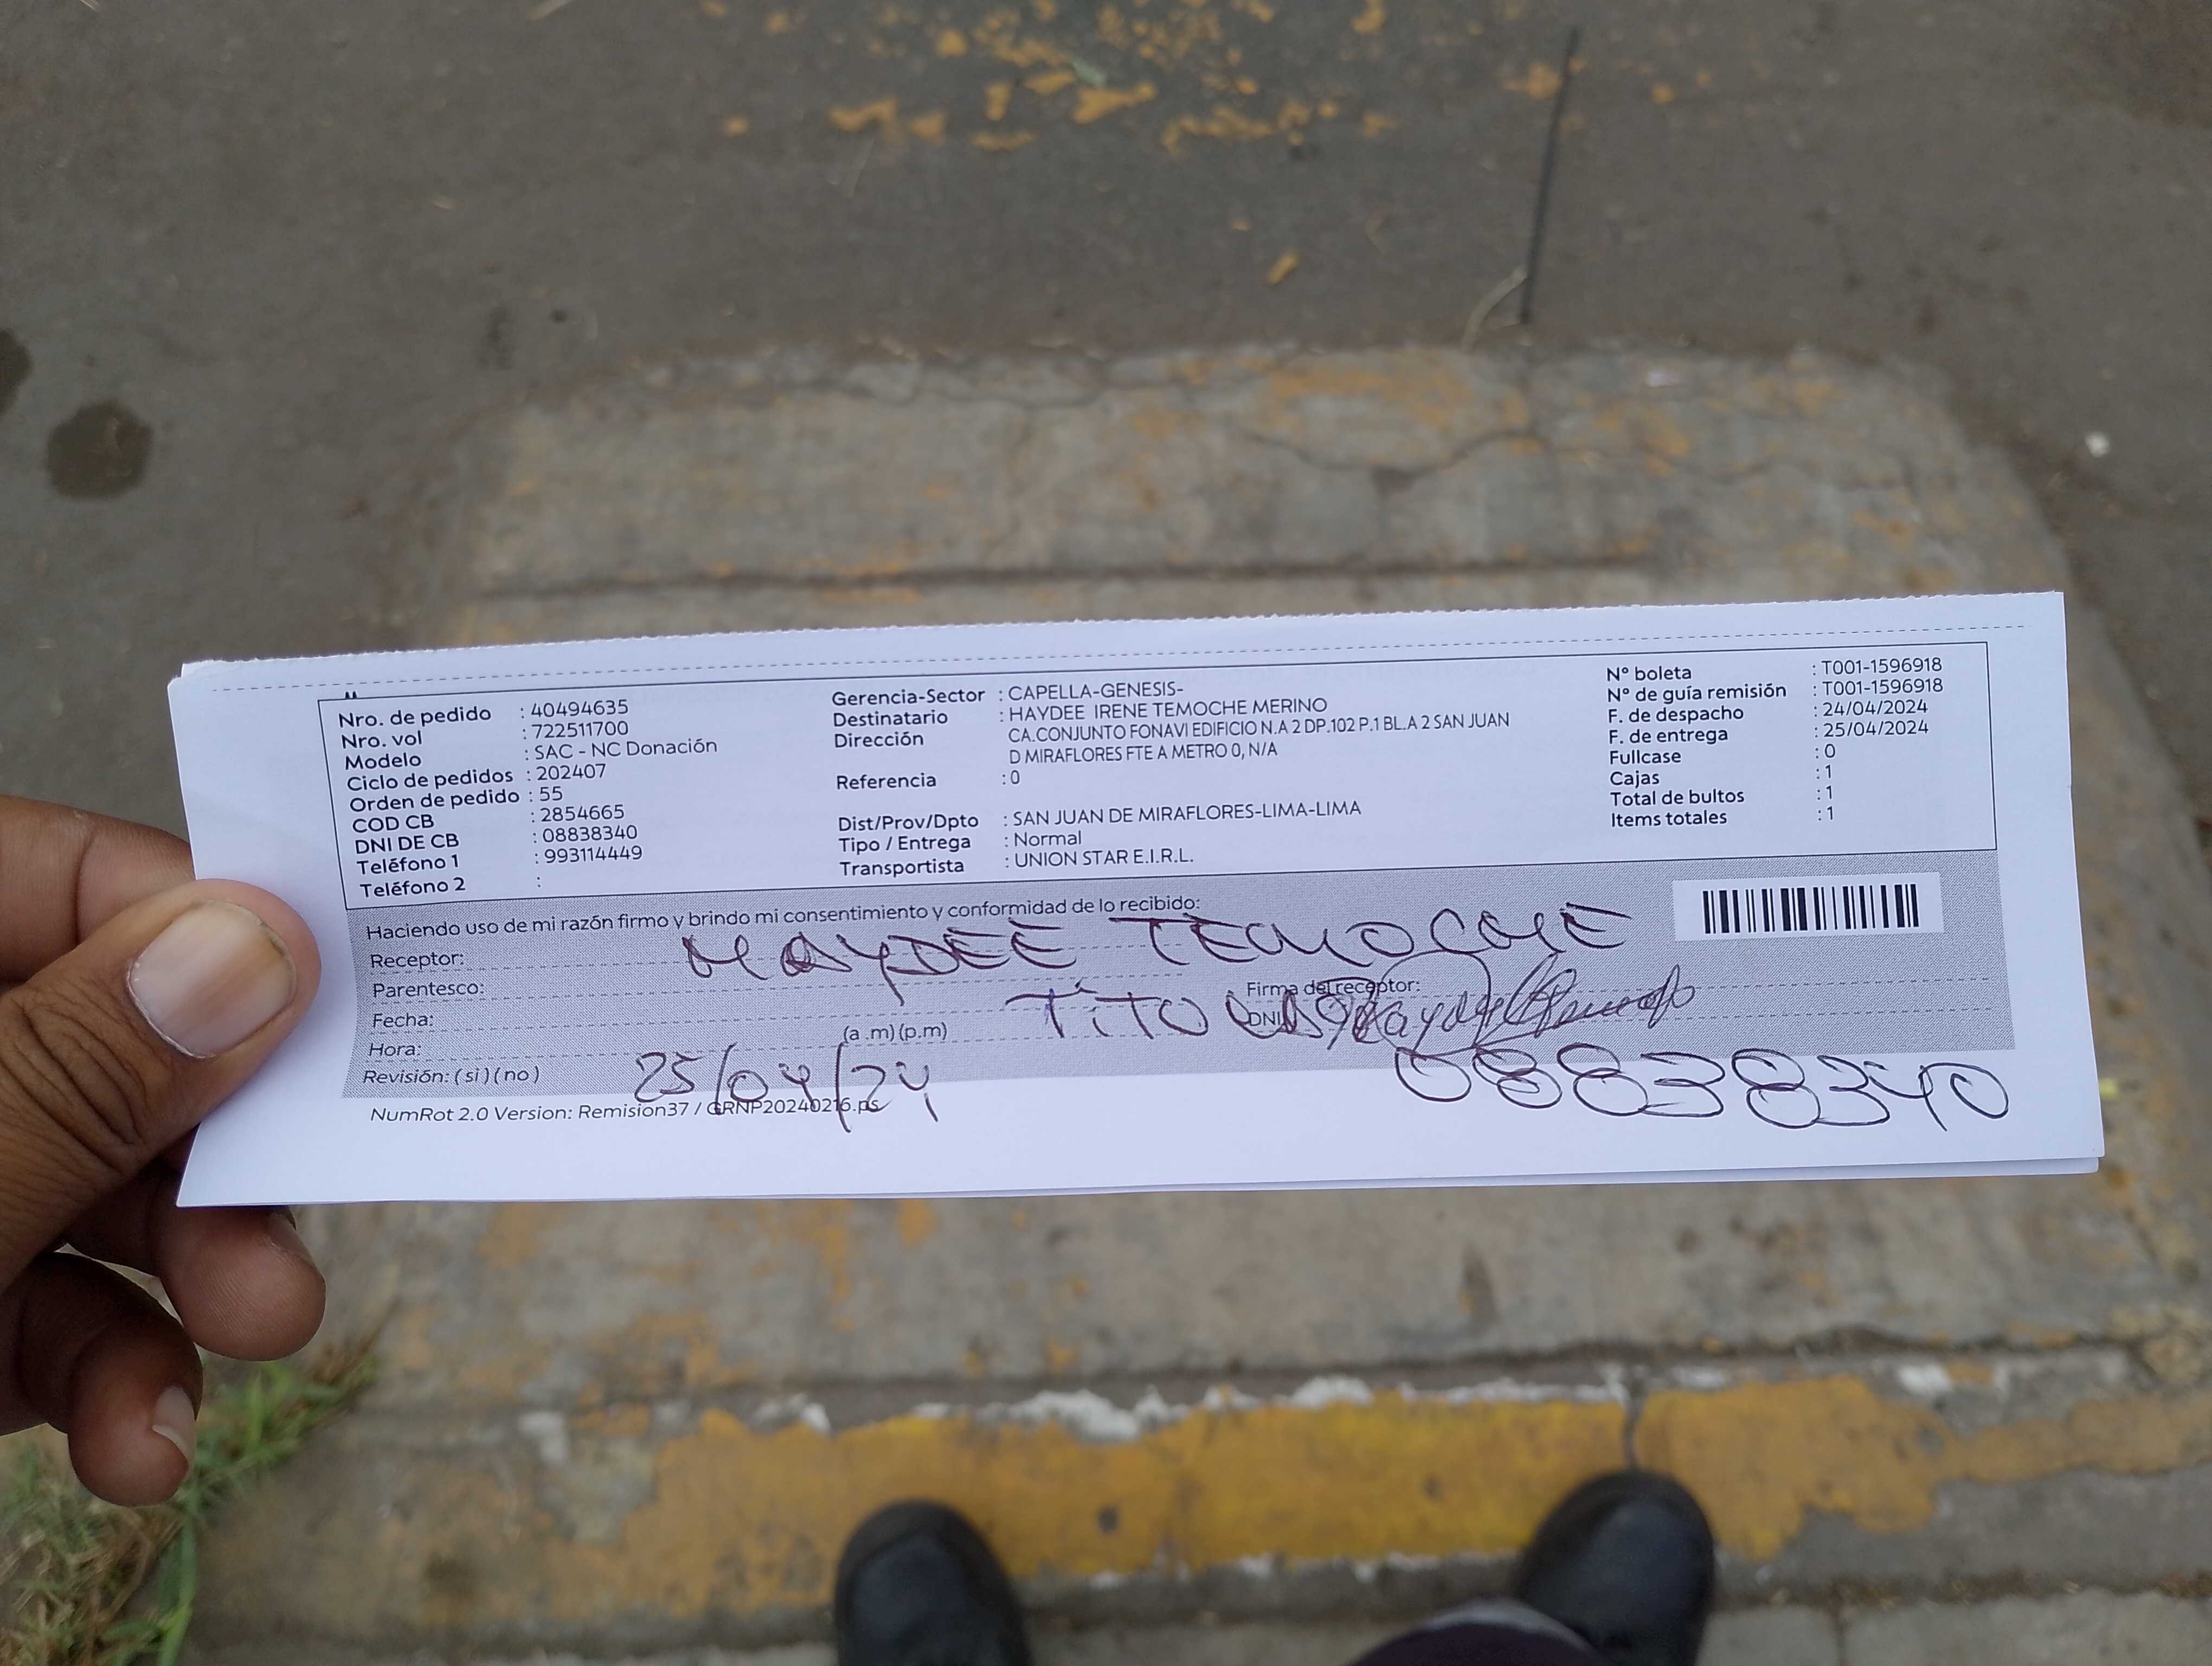 Nro. de pedido : 40494635
Nro. vol : 722511700
Modelo : SAC - NC Donación
Ciclo de pedidos : 202407
Orden de pedido : 55
COD CB : 2854665
DNI DE CB : 08838340
Teléfono 1 : 993114449
Teléfono 2 :
Gerencia-Sector : CAPELLA-GENESIS-
Destinatario : HAYDEE IRENE TEMOCHE MERINO
Dirección CA.CONJUNTO FONAVI EDIFICIO N.A 2 DP.102 P.1 BL.A 2 SAN JUAN
D MIRAFLORES FTE A METRO 0, N/A
Referencia : 0
Dist/Prov/Dpto : SAN JUAN DE MIRAFLORES-LIMA-LIMA
Tipo / Entrega : Normal
Transportista : UNION STAR E.I.R.L.
Nº boleta : T001-1596918
Nº de guía remisión : T001-1596918
F. de despacho : 24/04/2024
F. de entrega : 25/04/2024
Fullcase : 0
Cajas : 1
Total de bultos : 1
Items totales : 1
Haciendo uso de mi razón firmo y brindo mi consentimiento y conformidad de lo recibido:
Receptor: HAYDEE TEMOCHE
Parentesco: Firma del receptor:
Fecha: DNI
Hora: (a .m) (p.m)
Revisión: ( si ) ( no ) 25/04/24 08838340
NumRot 2.0 Version: Remision37 / GRNP20240216.ps